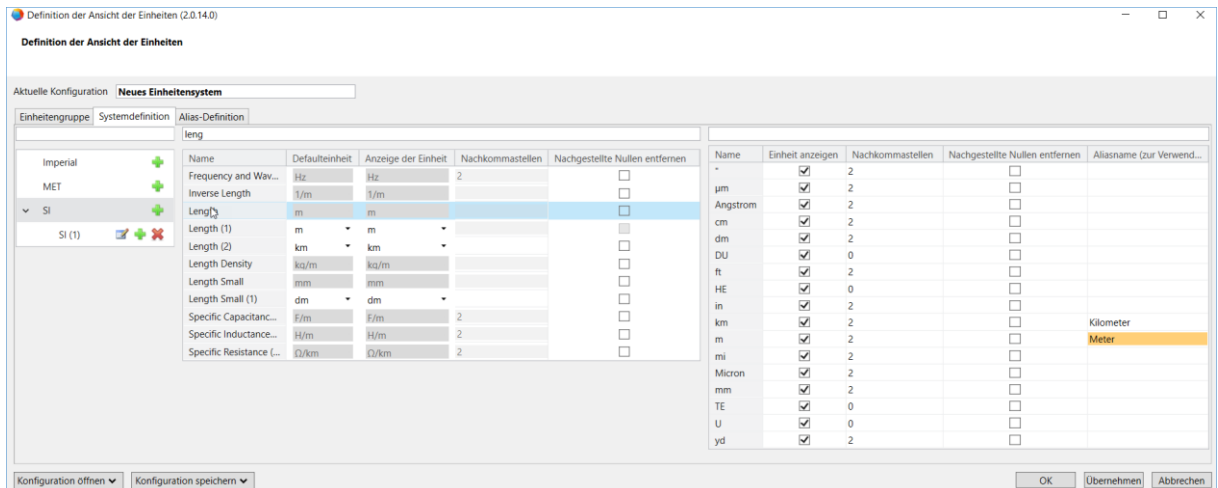 Definition der Ansicht der Einheiten (2.0.14.0)
Definition der Ansicht der Einheiten
Aktuelle Konfiguration Neues Einheitensystem
Einheitengruppe Systemdefinition Alias-Definition
leng
Imperial
MET
SI
SI (1)
Name Defaulteinheit Anzeige der Einheit Nachkommastellen Nachgestellte Nullen entfernen
Frequency and Wav... Hz Hz 2
Inverse Length 1/m 1/m
Length m m
Length (1) m m
Length (2) km km
Length Density kg/m kg/m
Length Small mm mm
Length Small (1) dm dm
Specific Capacitanc... F/m F/m 2
Specific Inductance... H/m H/m 2
Specific Resistance (... Ω/km Ω/km 2
Name Einheit anzeigen Nachkommastellen Nachgestellte Nullen entfernen Aliasname (zur Verwend...
" 2
µm 2
Angstrom 2
cm 2
dm 2
DU 0
ft 2
HE 0
in 2
km 2 Kilometer
m 2 Meter
mi 2
Micron 2
mm 2
TE 0
U 0
yd 2
Konfiguration öffnen Konfiguration speichern OK Übernehmen Abbrechen